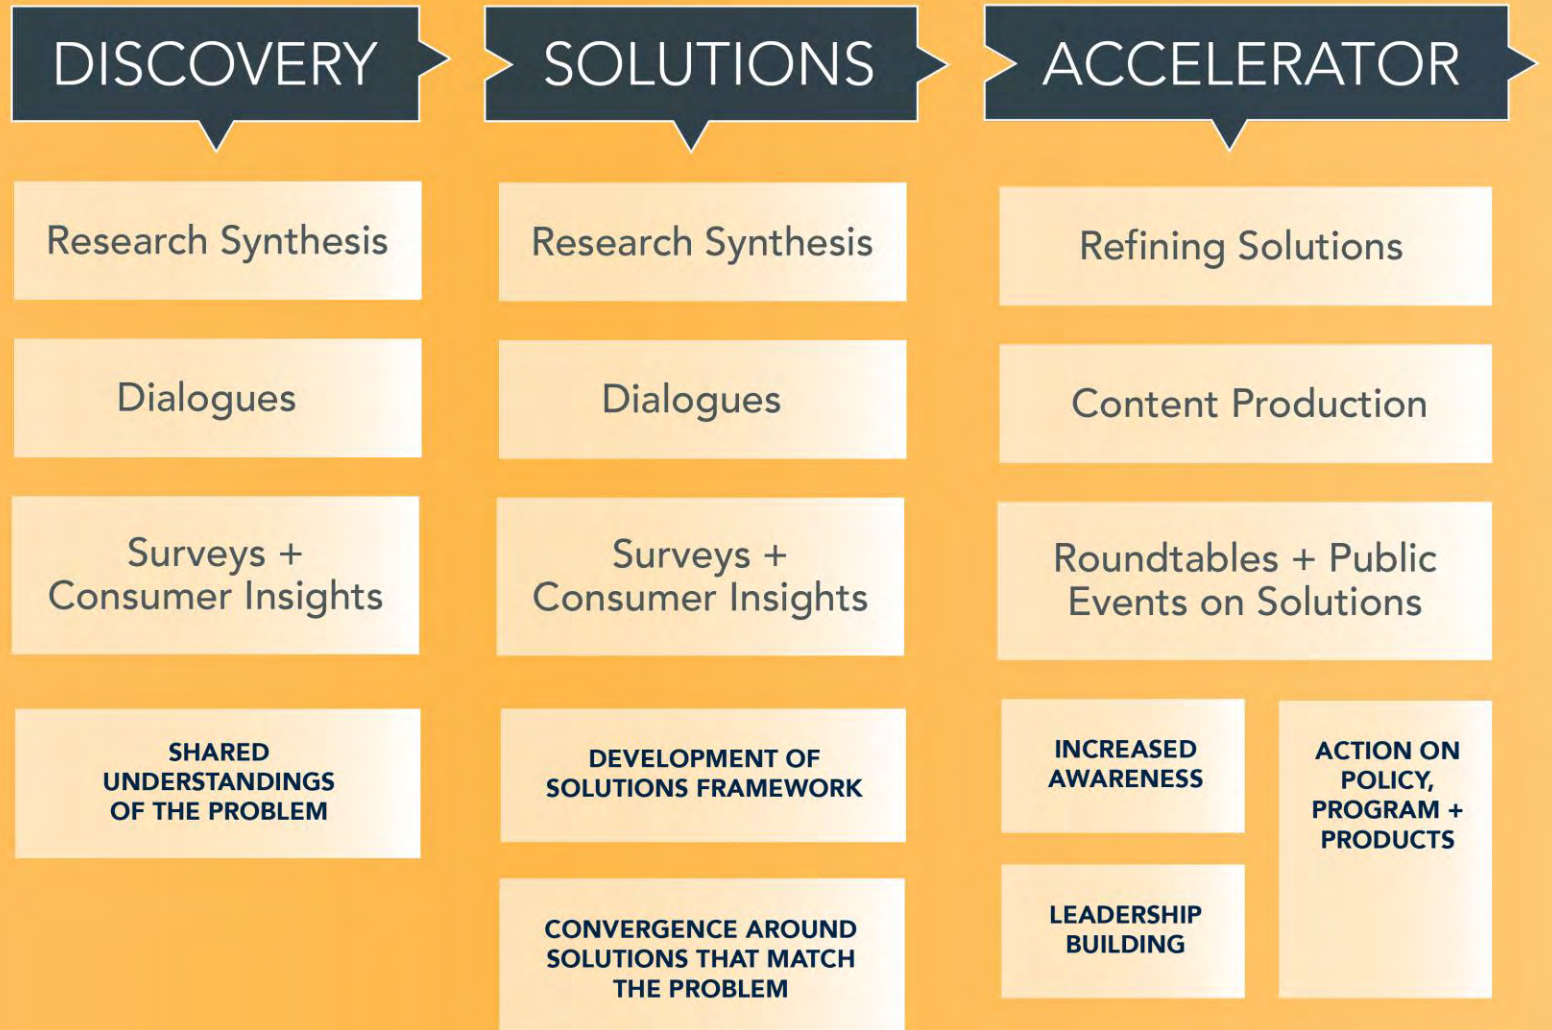 DISCOVERY
Research Synthesis
Dialogues
Surveys +
Consumer Insights
SHARED
UNDERSTANDINGS
OF THE PROBLEM
SOLUTIONS
Research Synthesis
Dialogues
Surveys +
Consumer Insights
DEVELOPMENT OF
SOLUTIONS FRAMEWORK
CONVERGENCE AROUND
SOLUTIONS THAT MATCH
THE PROBLEM
ACCELERATOR
Refining Solutions
Content Production
Roundtables + Public
Events on Solutions
INCREASED
AWARENESS
LEADERSHIP
BUILDING
ACTION ON
POLICY,
PROGRAM +
PRODUCTS